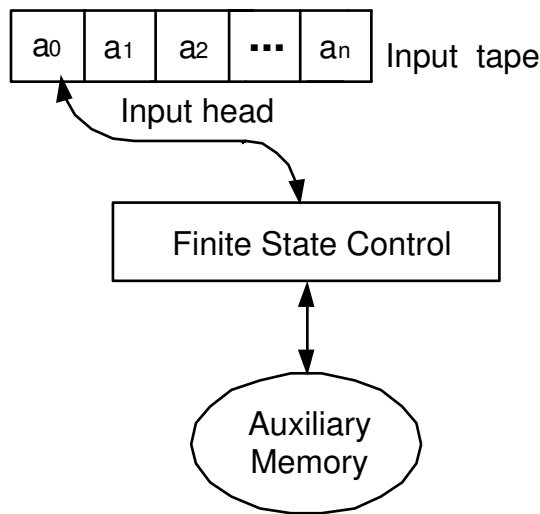 a0 a1 a2 ... an Input tape
Input head
Finite State Control
Auxiliary
Memory